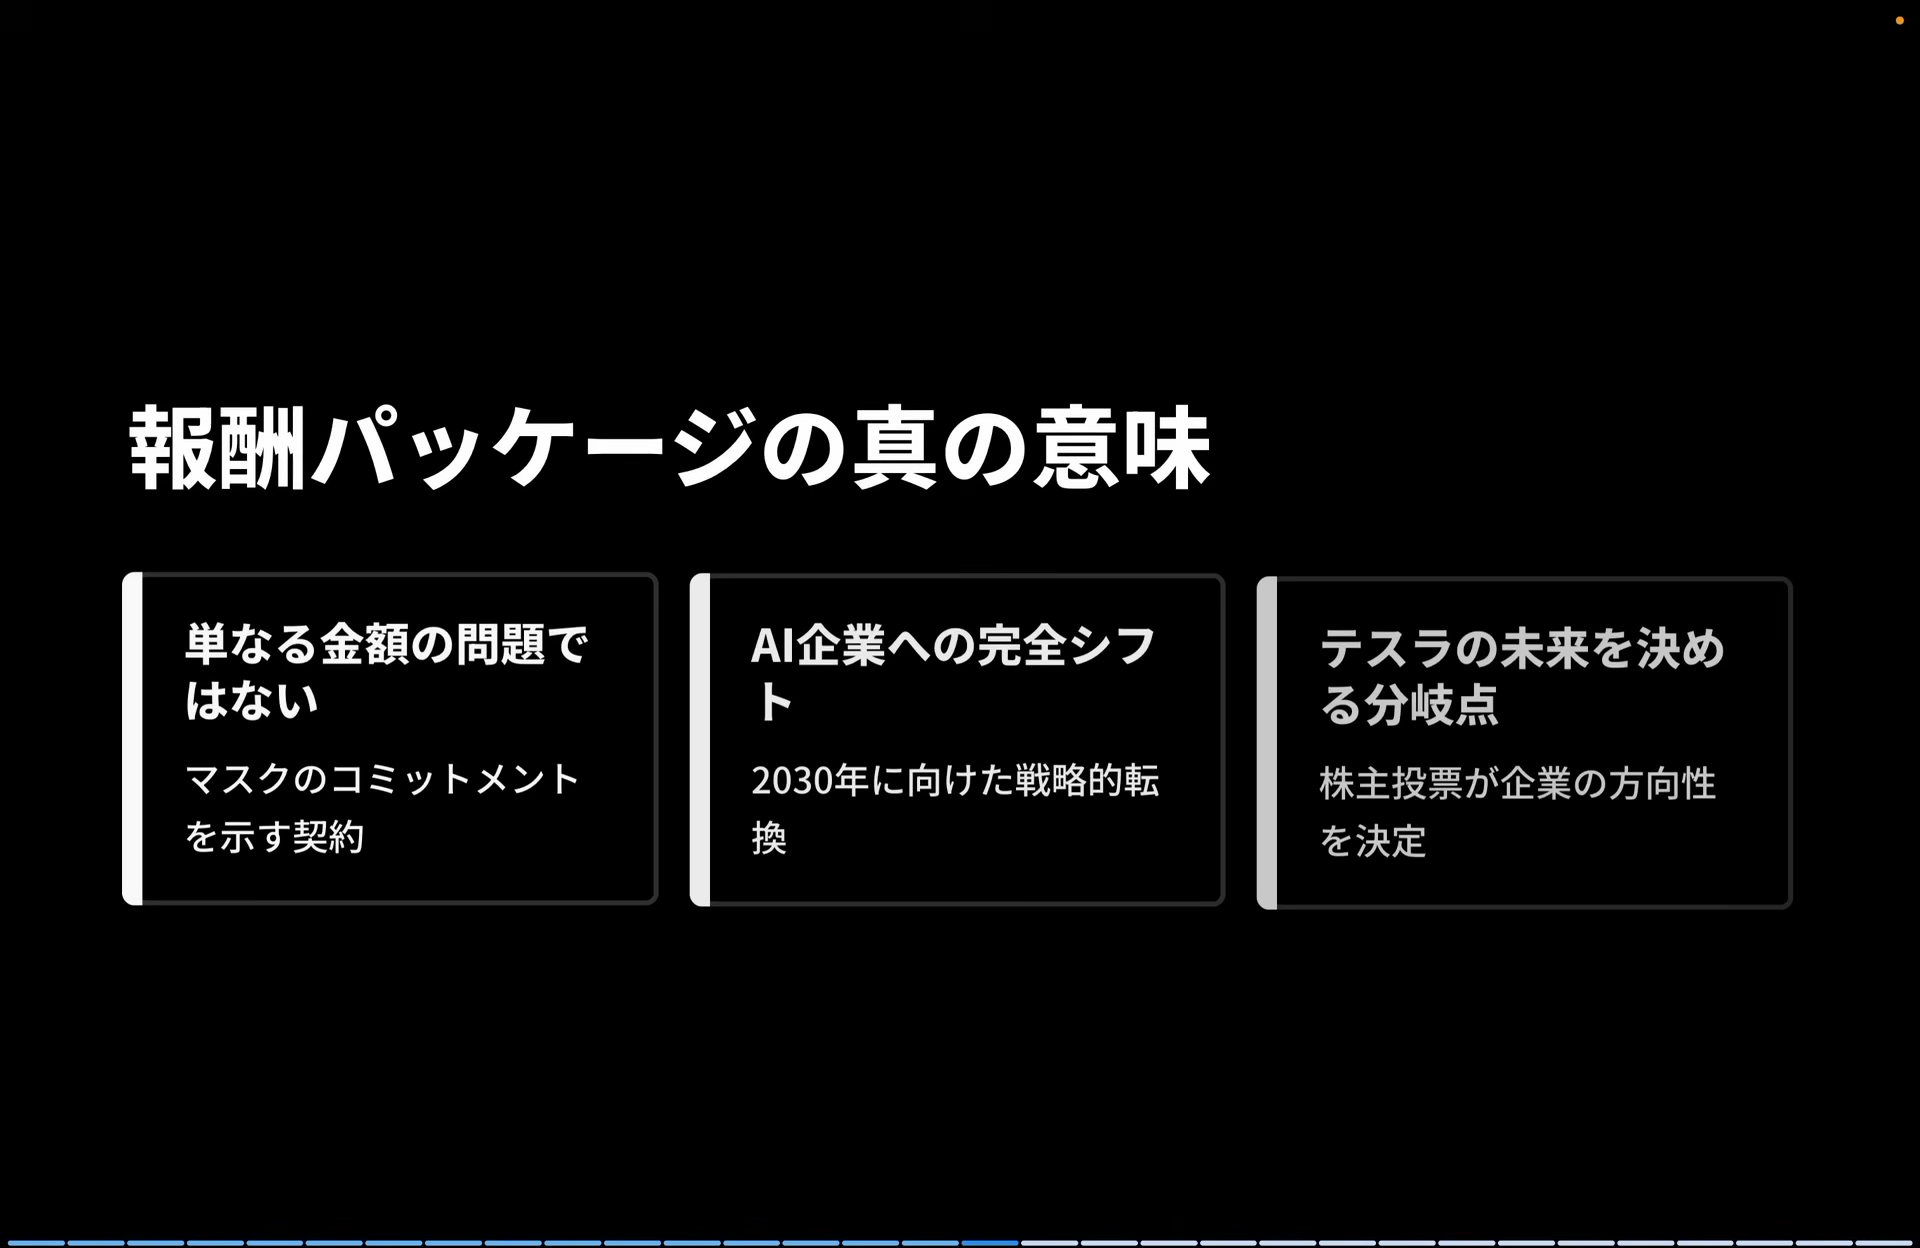 報酬パッケージの真の意味
単なる金額の問題で
はない
マスクのコミットメント
を示す契約
AI企業への完全シフ
ト
2030年に向けた戦略的転
換
テスラの未来を決め
る分岐点
株主投票が企業の方向性
を決定